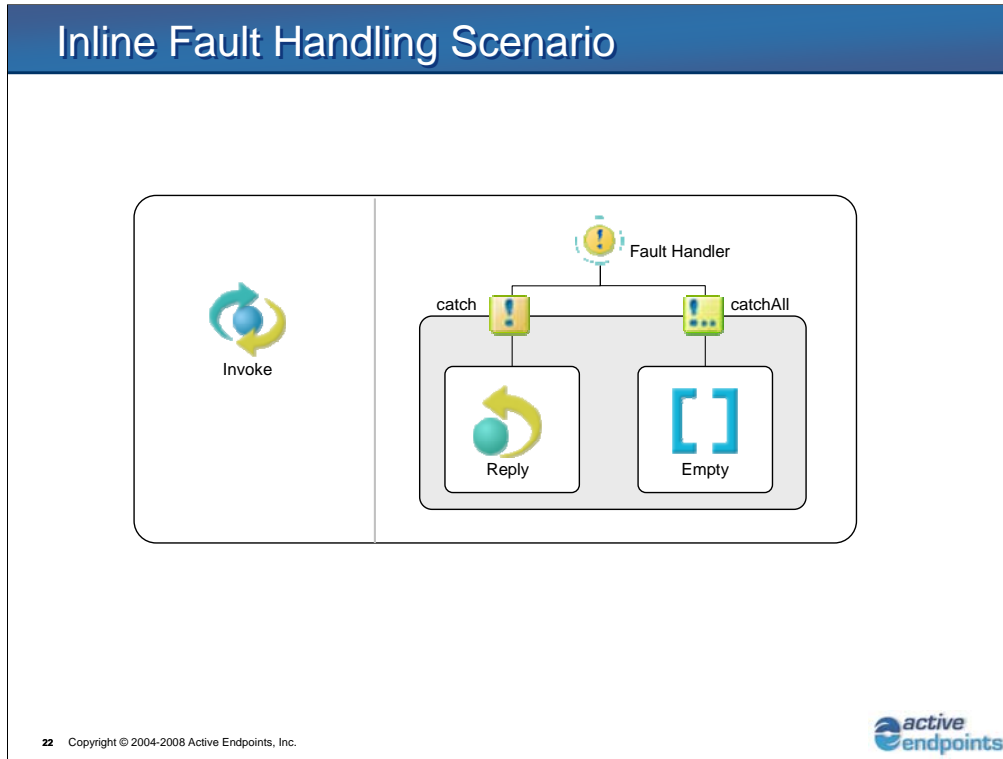 Inline Fault Handling Scenario
Fault Handler
catch
catchAll
Invoke
Reply
Empty
22 Copyright © 2004-2008 Active Endpoints, Inc.
active
endpoints